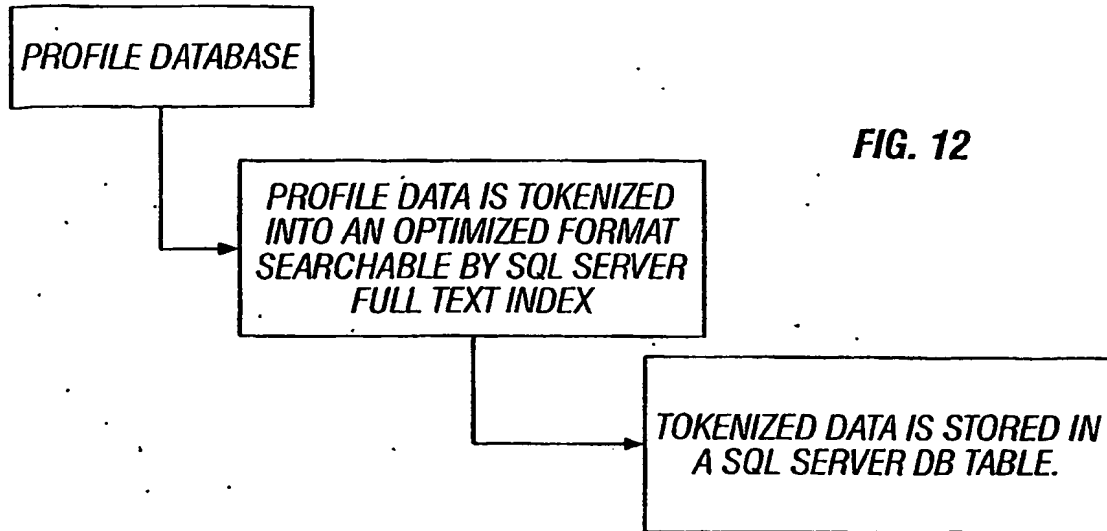 PROFILE DATABASE
FIG. 12
PROFILE DATA IS TOKENIZED
INTO AN OPTIMIZED FORMAT
SEARCHABLE BY SQL SERVER
FULL TEXT INDEX
TOKENIZED DATA IS STORED IN
A SQL SERVER DB TABLE.